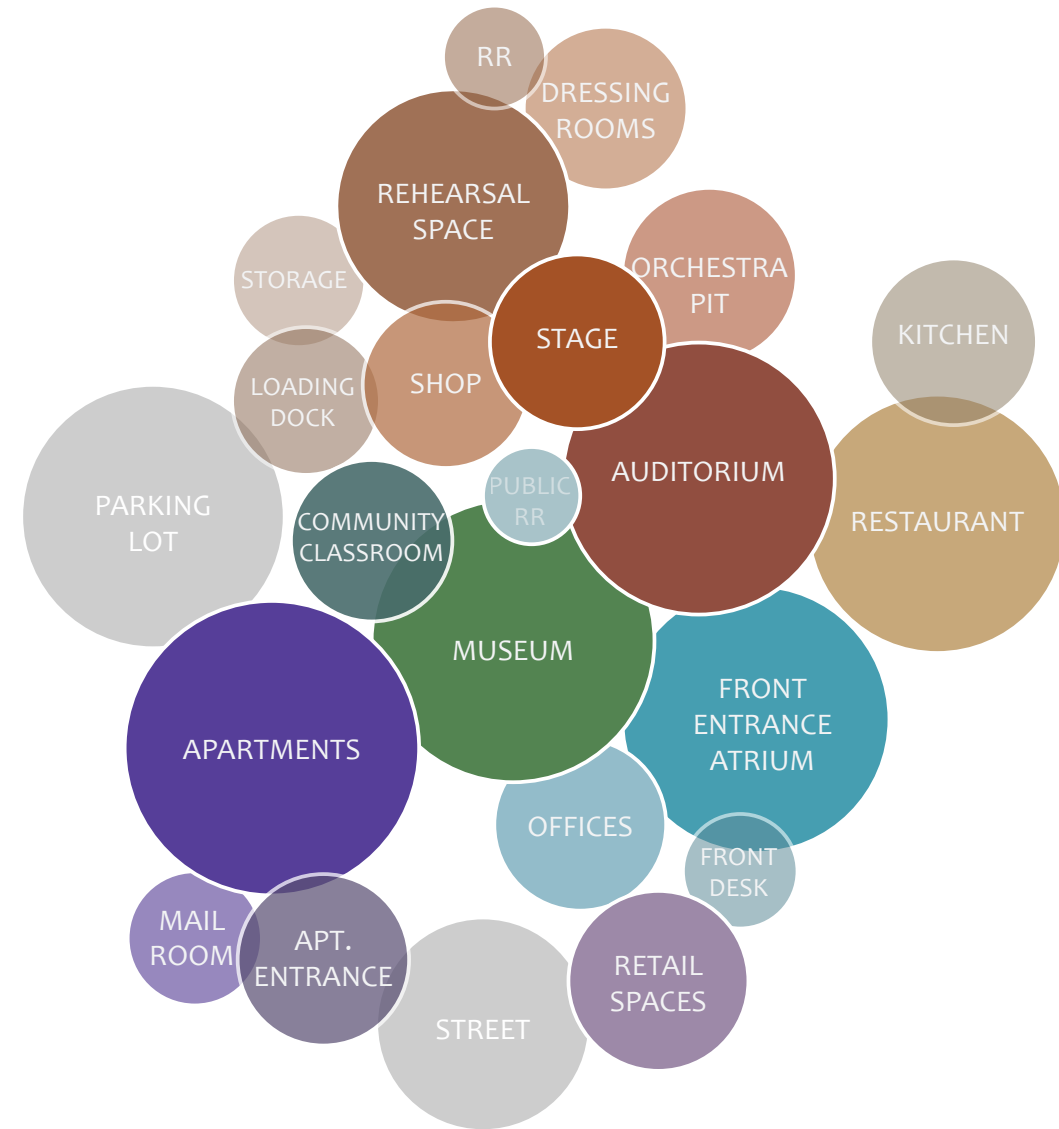 RR
DRESSING
ROOMS
REHEARSAL
SPACE
ORCHESTRA
PIT
STORAGE
STAGE
KITCHEN
LOADING
DOCK
SHOP
AUDITORIUM
PUBLIC
RR
PARKING
LOT
COMMUNITY
CLASSROOM
RESTAURANT
MUSEUM
FRONT
ENTRANCE
ATRIUM
APARTMENTS
OFFICES
FRONT
DESK
MAIL
ROOM
APT.
ENTRANCE
RETAIL
SPACES
STREET